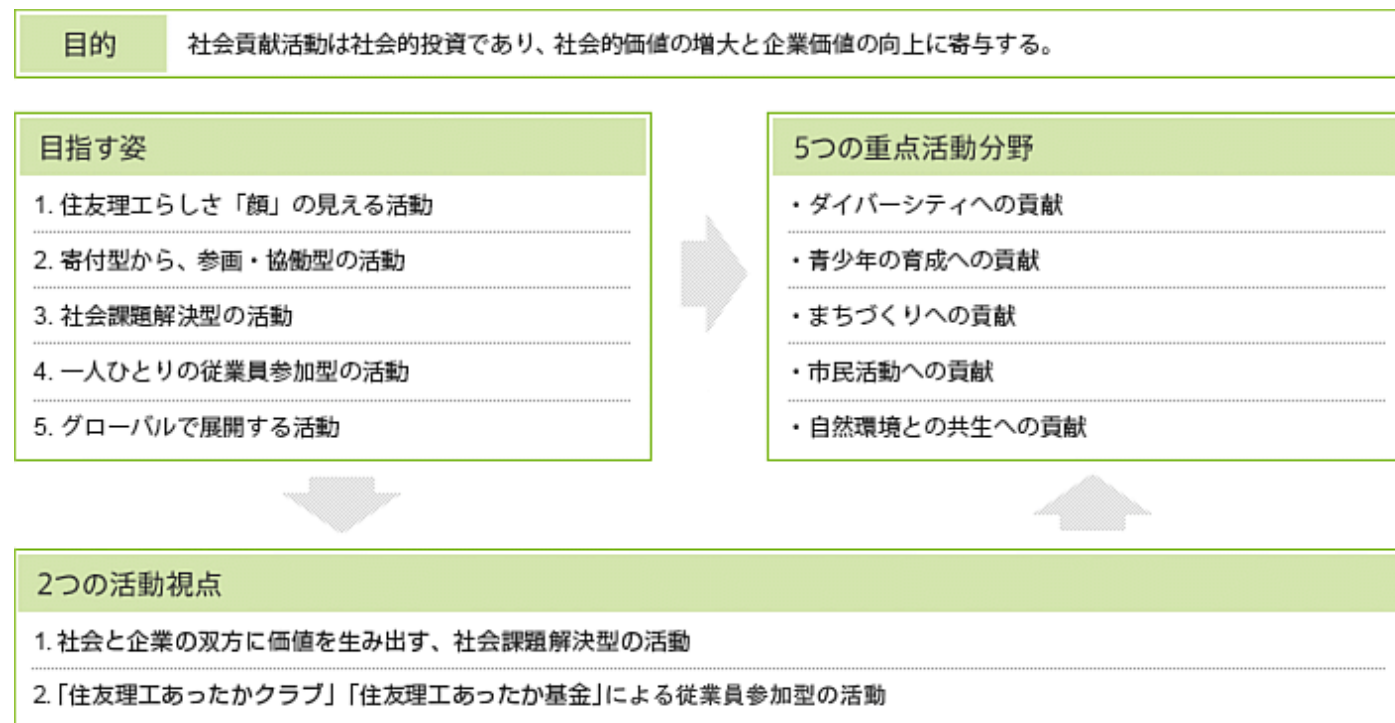 目的
社会貢献活動は社会的投資であり、社会的価値の増大と企業価値の向上に寄与する。
目指す姿
1. 住友理工らしさ「顔」の見える活動
2. 寄付型から、参画・協働型の活動
3. 社会課題解決型の活動
4. 一人ひとりの従業員参加型の活動
5. グローバルで展開する活動
5つの重点活動分野
・ダイバーシティへの貢献
・青少年の育成への貢献
・まちづくりへの貢献
・市民活動への貢献
・自然環境との共生への貢献
2つの活動視点
1. 社会と企業の双方に価値を生み出す、社会課題解決型の活動
2.「住友理工あったかクラブ」「住友理工あったか基金」による従業員参加型の活動